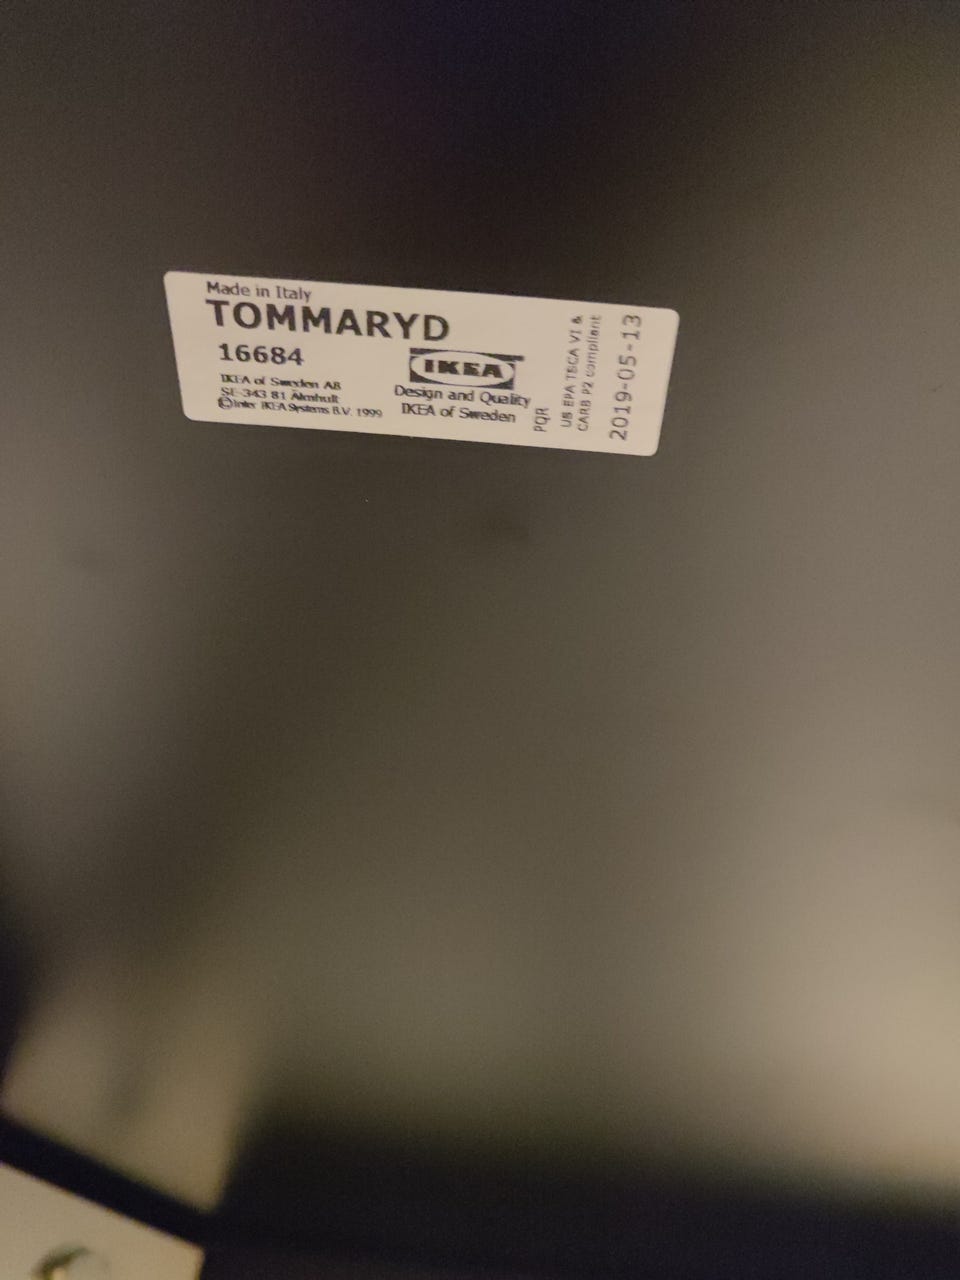 Made in Italy
TOMMARYD
16684
IKEA of Sweden AB
SE-343 81 Älmhult
© Inter IKEA Systems B.V. 1999
IKEA
Design and Quality
IKEA of Sweden
PQR
US EPA TSCA VI &
CARB P2 compliant
2019-05-13